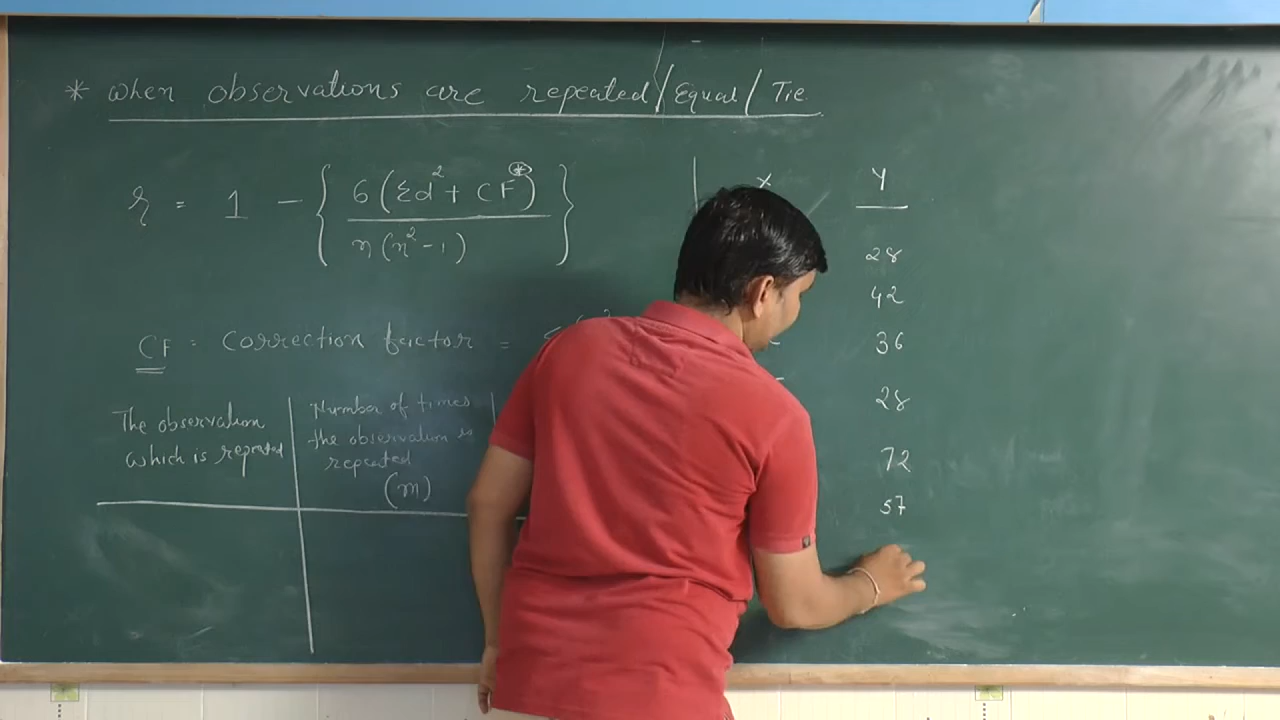 * When observations are repeated/Equal/Tie
r = 1 - { 6(Σd² + CF*) / n(n²-1) }
CF = Correction factor =
The observation which is repeated
Number of times the observation is repeated (m)
X Y
28
42
36
28
72
57